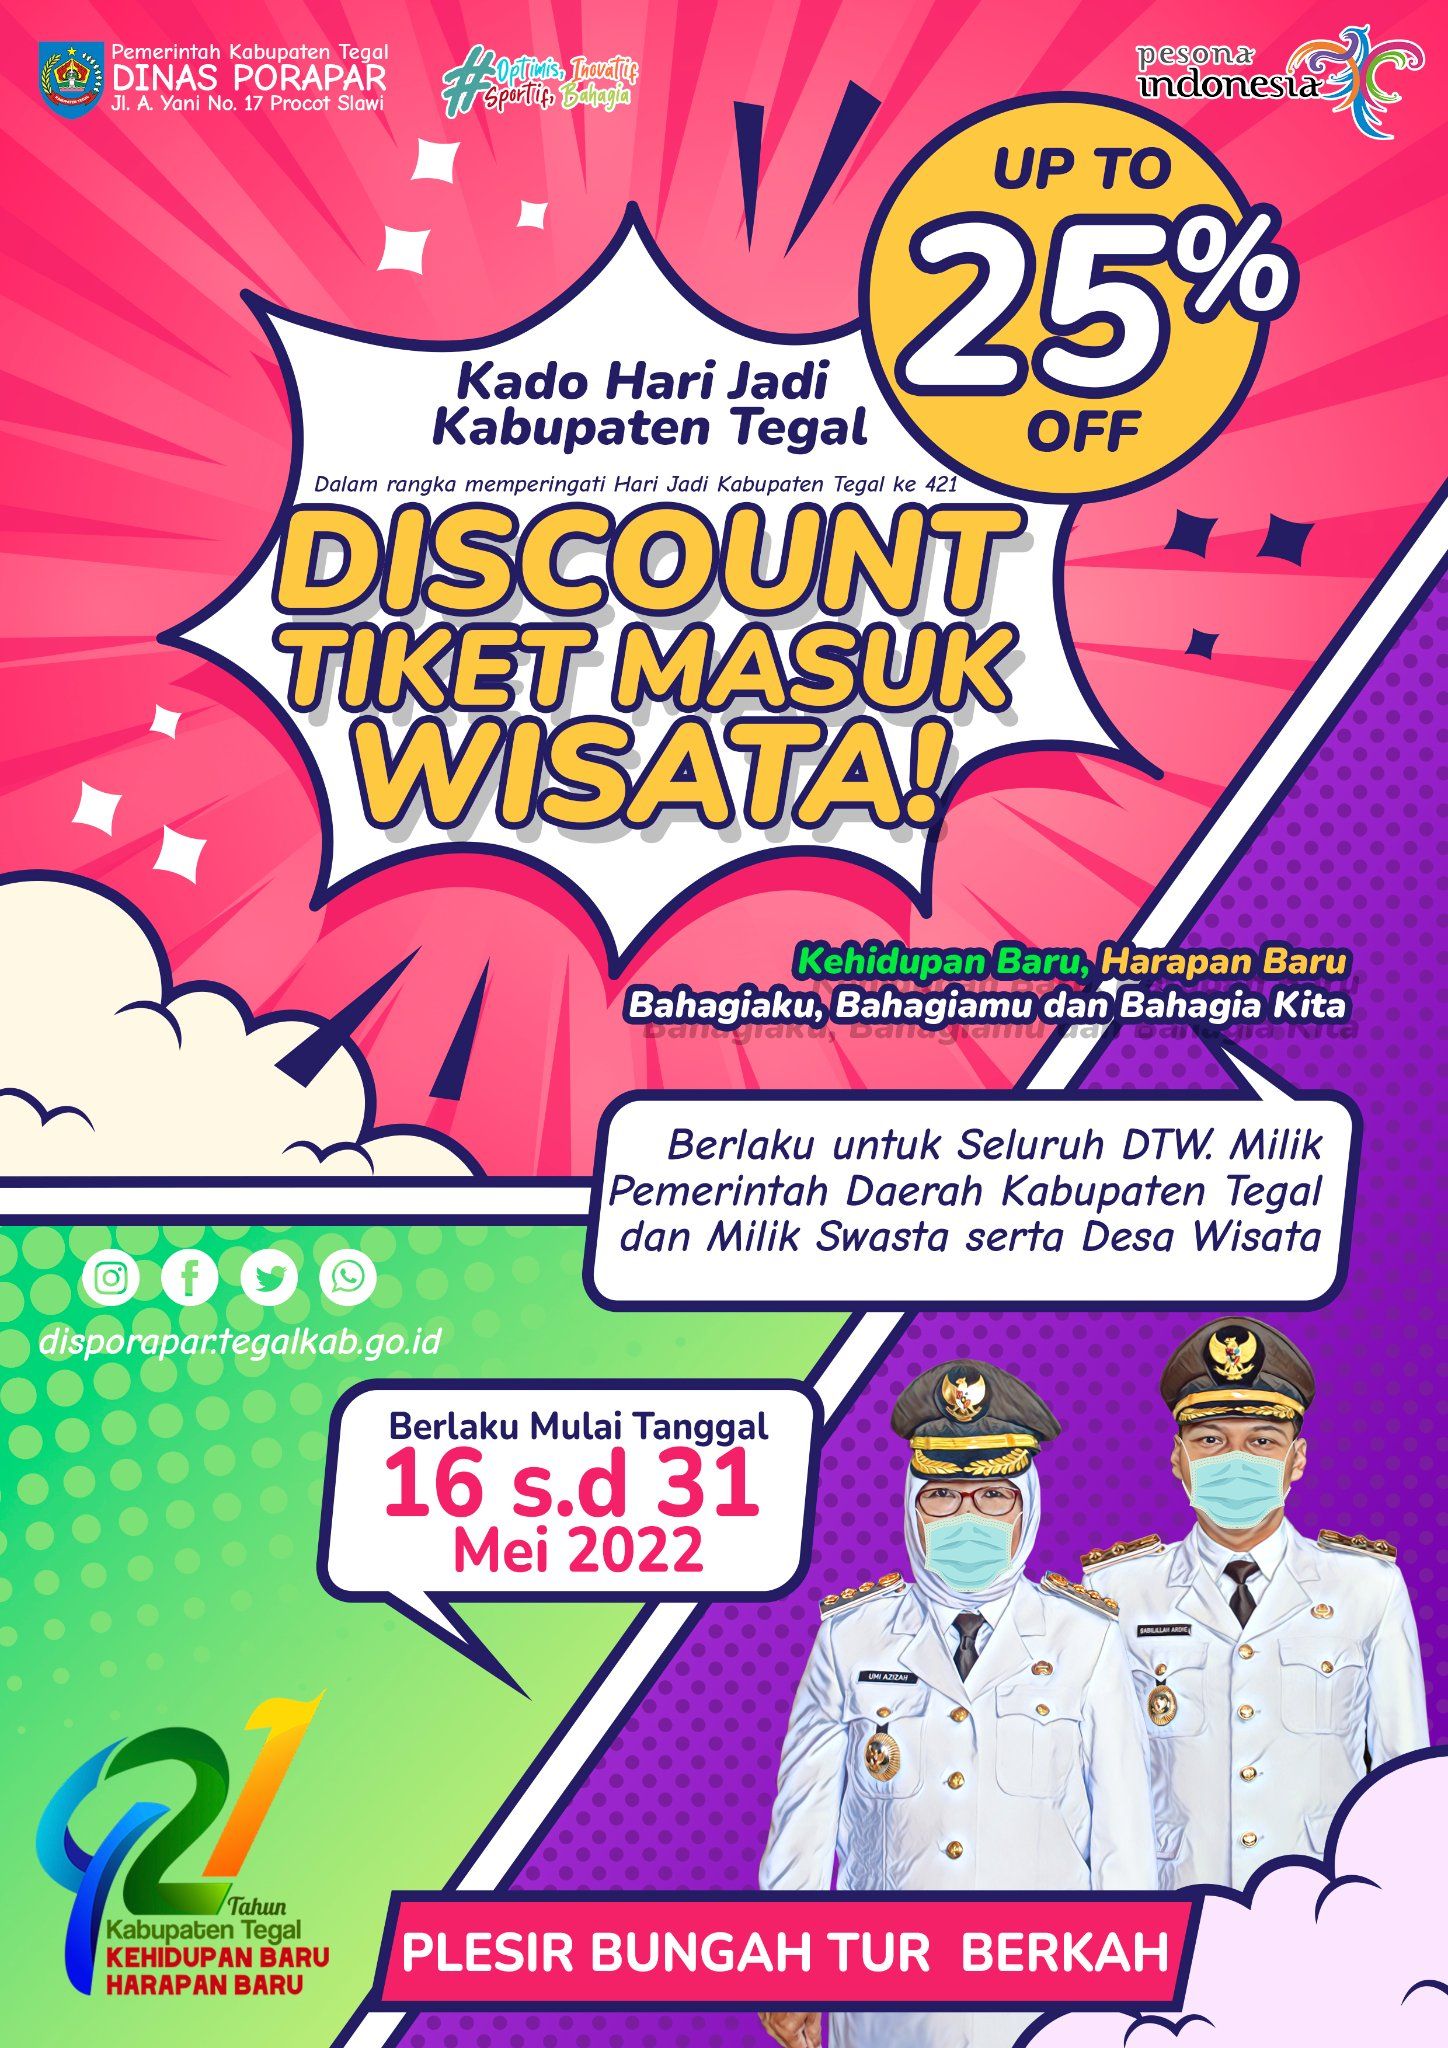 Pemerintah Kabupaten Tegal
DINAS PORAPAR
Jl. A. Yani No. 17 Procot Slawi
#Optimis, Inovatif
Sportif, Bahagia
pesona
indonesia
UP TO
25%
OFF
Kado Hari Jadi
Kabupaten Tegal
Dalam rangka memperingati Hari Jadi Kabupaten Tegal ke 421
DISCOUNT
TIKET MASUK
WISATA!
Kehidupan Baru, Harapan Baru
Bahagiaku, Bahagiamu dan Bahagia Kita
Berlaku untuk Seluruh DTW. Milik
Pemerintah Daerah Kabupaten Tegal
dan Milik Swasta serta Desa Wisata
disporapar.tegalkab.go.id
Berlaku Mulai Tanggal
16 s.d 31
Mei 2022
UMI AZIZAH
SABILILLAH ARDIE
421
Tahun
Kabupaten Tegal
KEHIDUPAN BARU
HARAPAN BARU
PLESIR BUNGAH TUR BERKAH